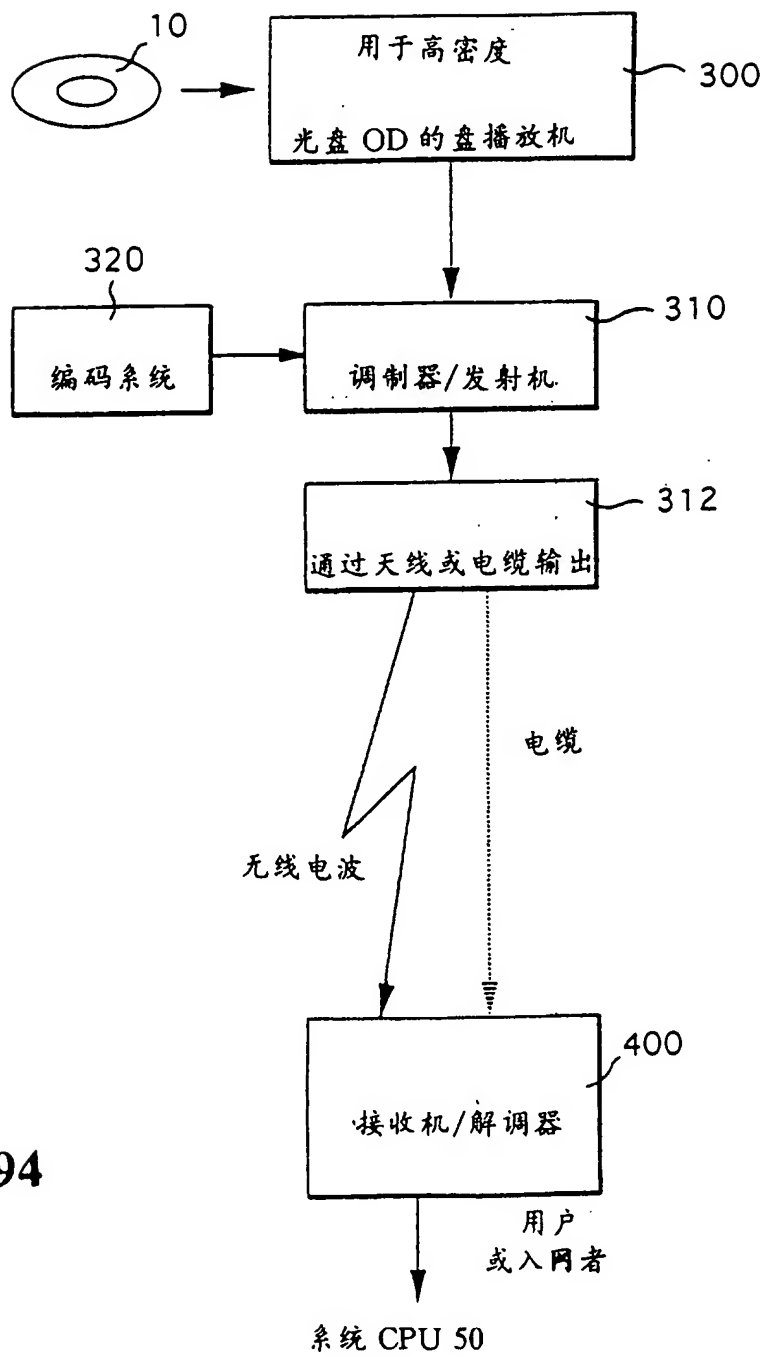 10
用于高密度
300
光盘 OD 的盘播放机
320
310
编码系统
调制器/发射机
312
通过天线或电缆输出
电缆
无线电波
400
接收机/解调器
94
用户
或入网者
系统 CPU 50